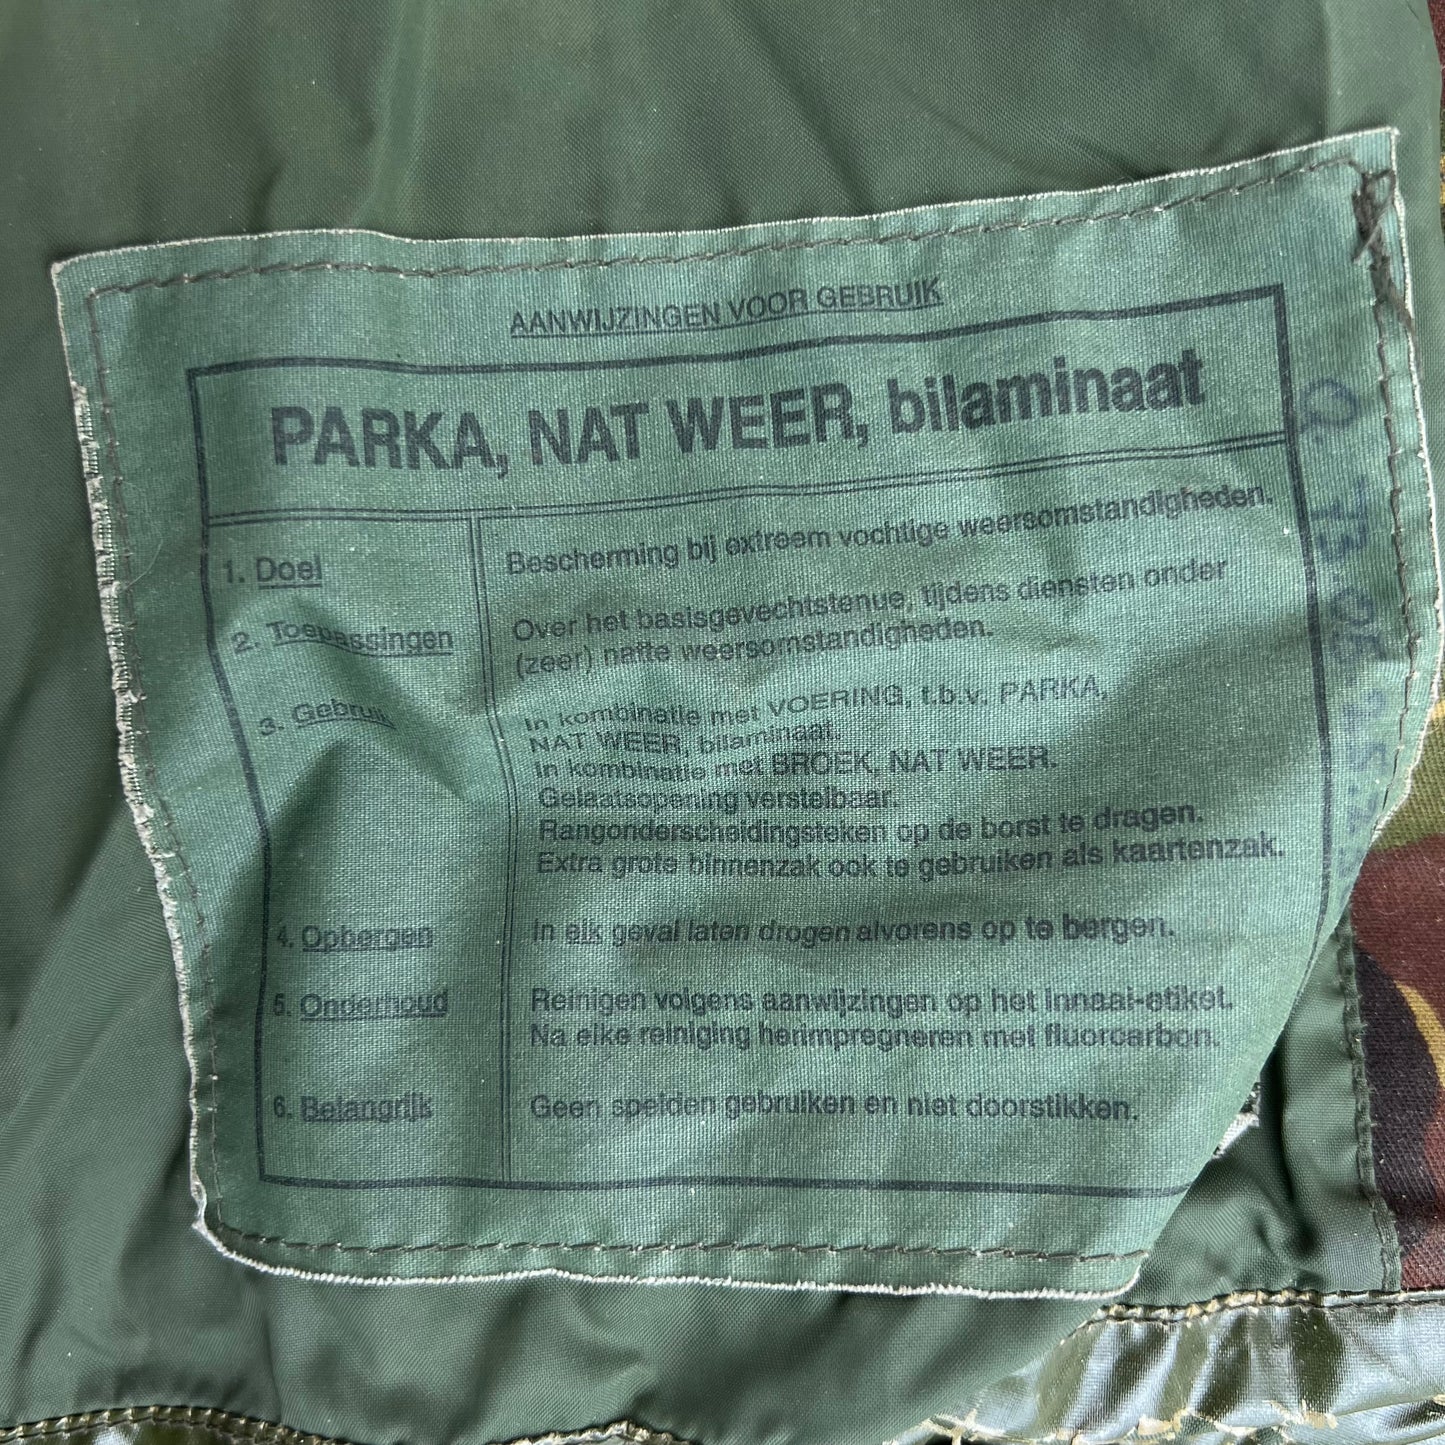 AANWIJZINGEN VOOR GEBRUIK
PARKA, NAT WEER, bilaminaat
1. Doel
Bescherming bij extreem vochtige weersomstandigheden.
2. Toepassingen
Over het basisgevechtstenue, tijdens diensten onder
(zeer) natte weersomstandigheden.
3. Gebruik
In kombinatie met VOERING, t.b.v. PARKA,
NAT WEER, bilaminaat.
In kombinatie met BROEK, NAT WEER.
Gelaatsopening verstelbaar.
Rangonderscheidingsteken op de borst te dragen.
Extra grote binnenzak ook te gebruiken als kaartenzak.
4. Opbergen
In elk geval laten drogen alvorens op te bergen.
5. Onderhoud
Reinigen volgens aanwijzingen op het innaai-etiket.
Na elke reiniging herimpregneren met fluorcarbon.
6. Belangrijk
Geen spelden gebruiken en niet doorstikken.
73.05